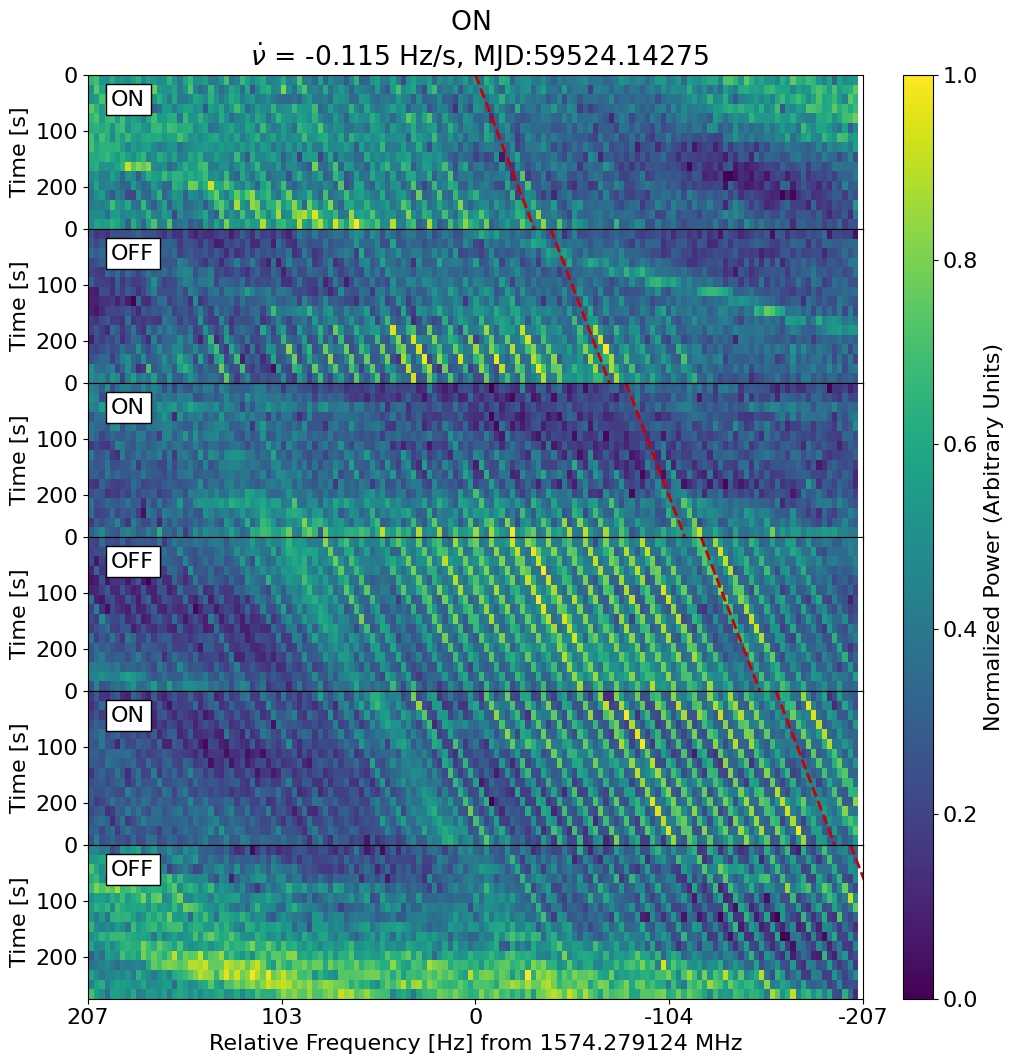 ON
ν̇ = -0.115 Hz/s, MJD:59524.14275
0
100
200
Time [s]
ON
0
100
200
Time [s]
OFF
0
100
200
Time [s]
ON
0
100
200
Time [s]
OFF
0
100
200
Time [s]
ON
0
100
200
Time [s]
OFF
207 103 0 -104 -207
Relative Frequency [Hz] from 1574.279124 MHz
1.0
0.8
0.6
0.4
0.2
0.0
Normalized Power (Arbitrary Units)